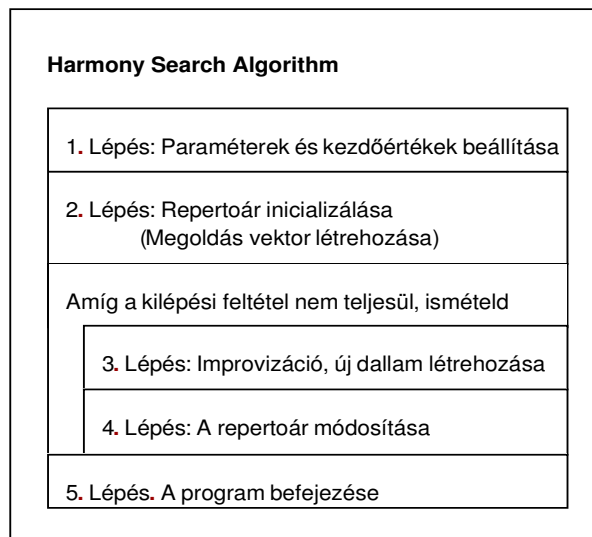 Harmony Search Algorithm
1. Lépés: Paraméterek és kezdőértékek beállítása
2. Lépés: Repertoár inicializálása
(Megoldás vektor létrehozása)
Amíg a kilépési feltétel nem teljesül, ismételd
3. Lépés: Improvizáció, új dallam létrehozása
4. Lépés: A repertoár módosítása
5. Lépés. A program befejezése